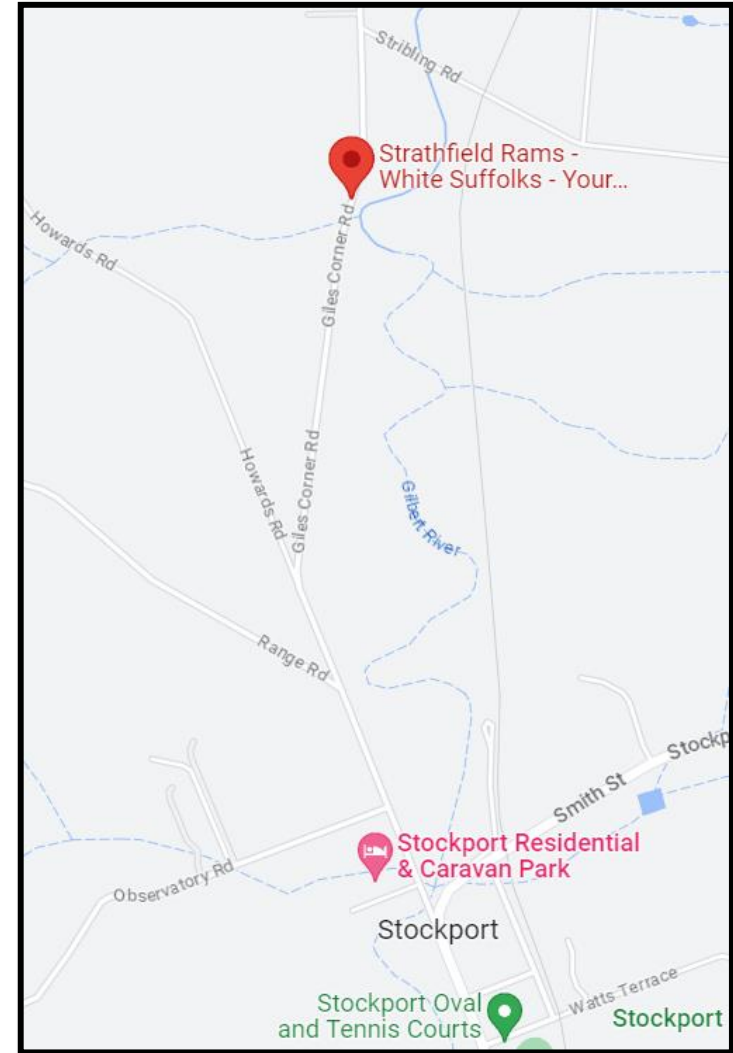 Stribling Rd
Strathfield Rams -
White Suffolks - Your...
Howards Rd
Giles Corner Rd
Howards Rd
Giles Corner Rd
Gilbert River
Range Rd
Stockp
Smith St
Stockport Residential
& Caravan Park
Observatory Rd
Stockport
Stockport Oval
and Tennis Courts
Watts Terrace
Stockport